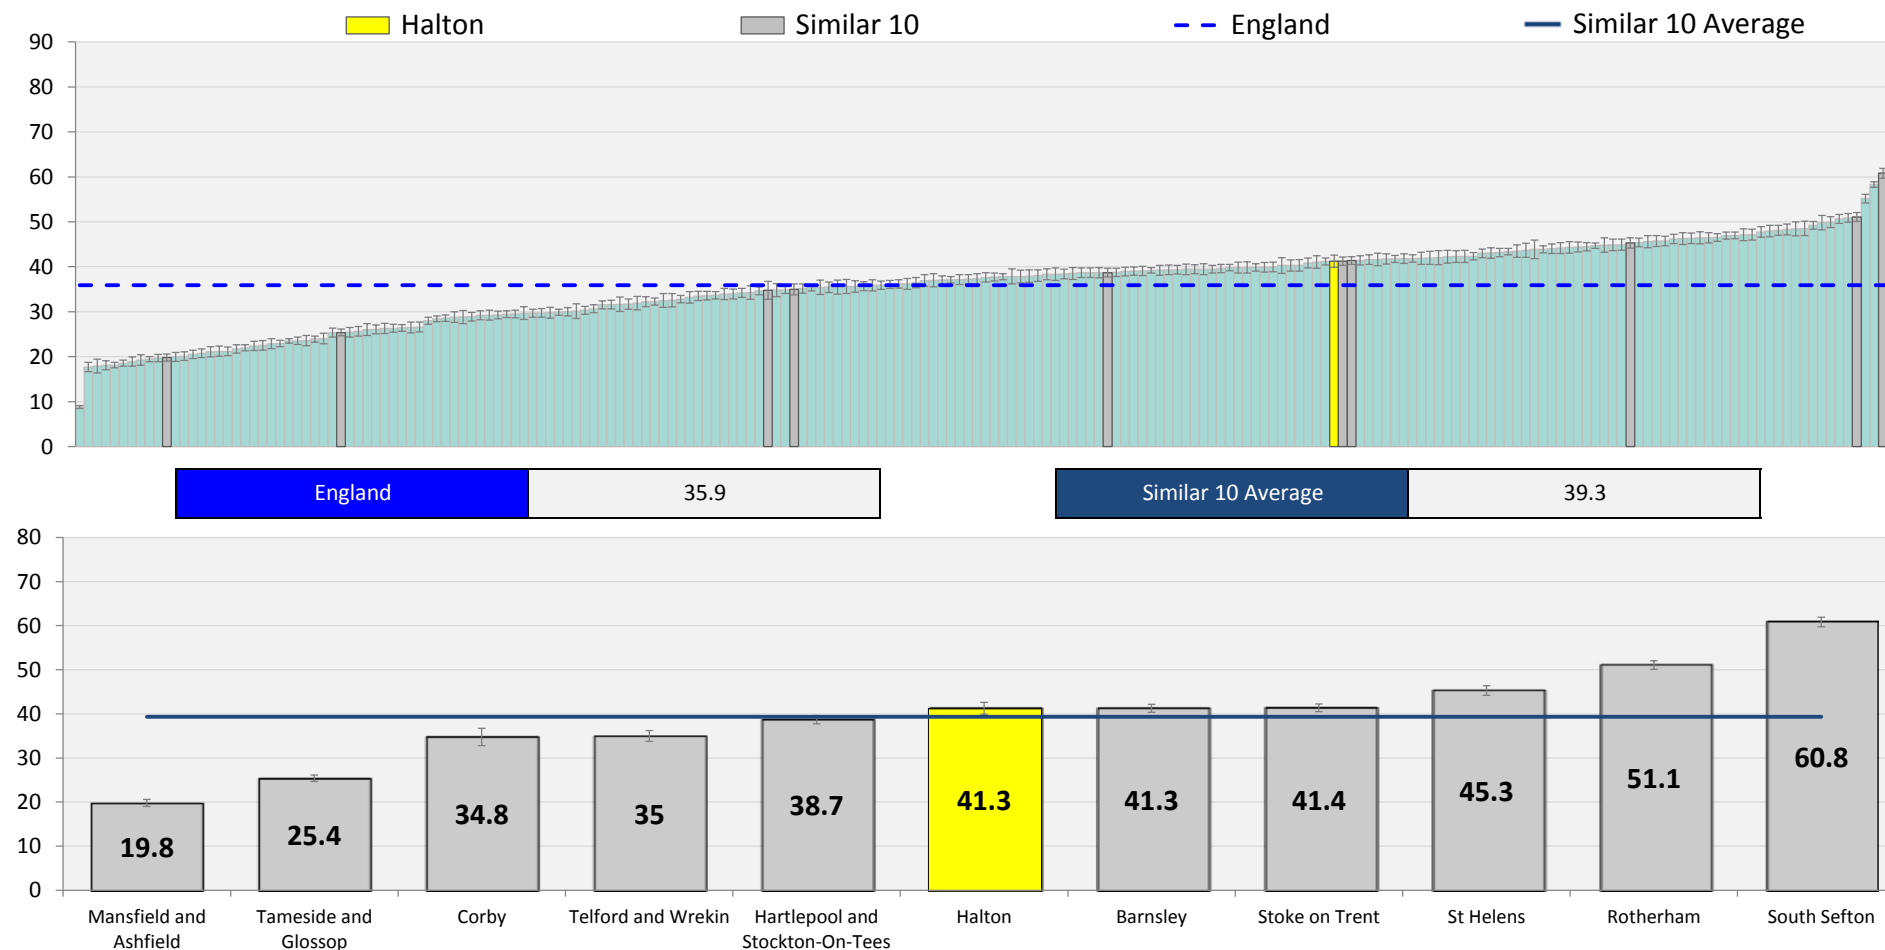 Halton
Similar 10
England
Similar 10 Average
90
80
70
60
50
40
30
20
10
0
England
35.9
Similar 10 Average
39.3
80
70
60
50
40
30
20
10
0
19.8
25.4
34.8
35
38.7
41.3
41.3
41.4
45.3
51.1
60.8
Mansfield and
Ashfield
Tameside and
Glossop
Corby
Telford and Wrekin
Hartlepool and
Stockton-On-Tees
Halton
Barnsley
Stoke on Trent
St Helens
Rotherham
South Sefton